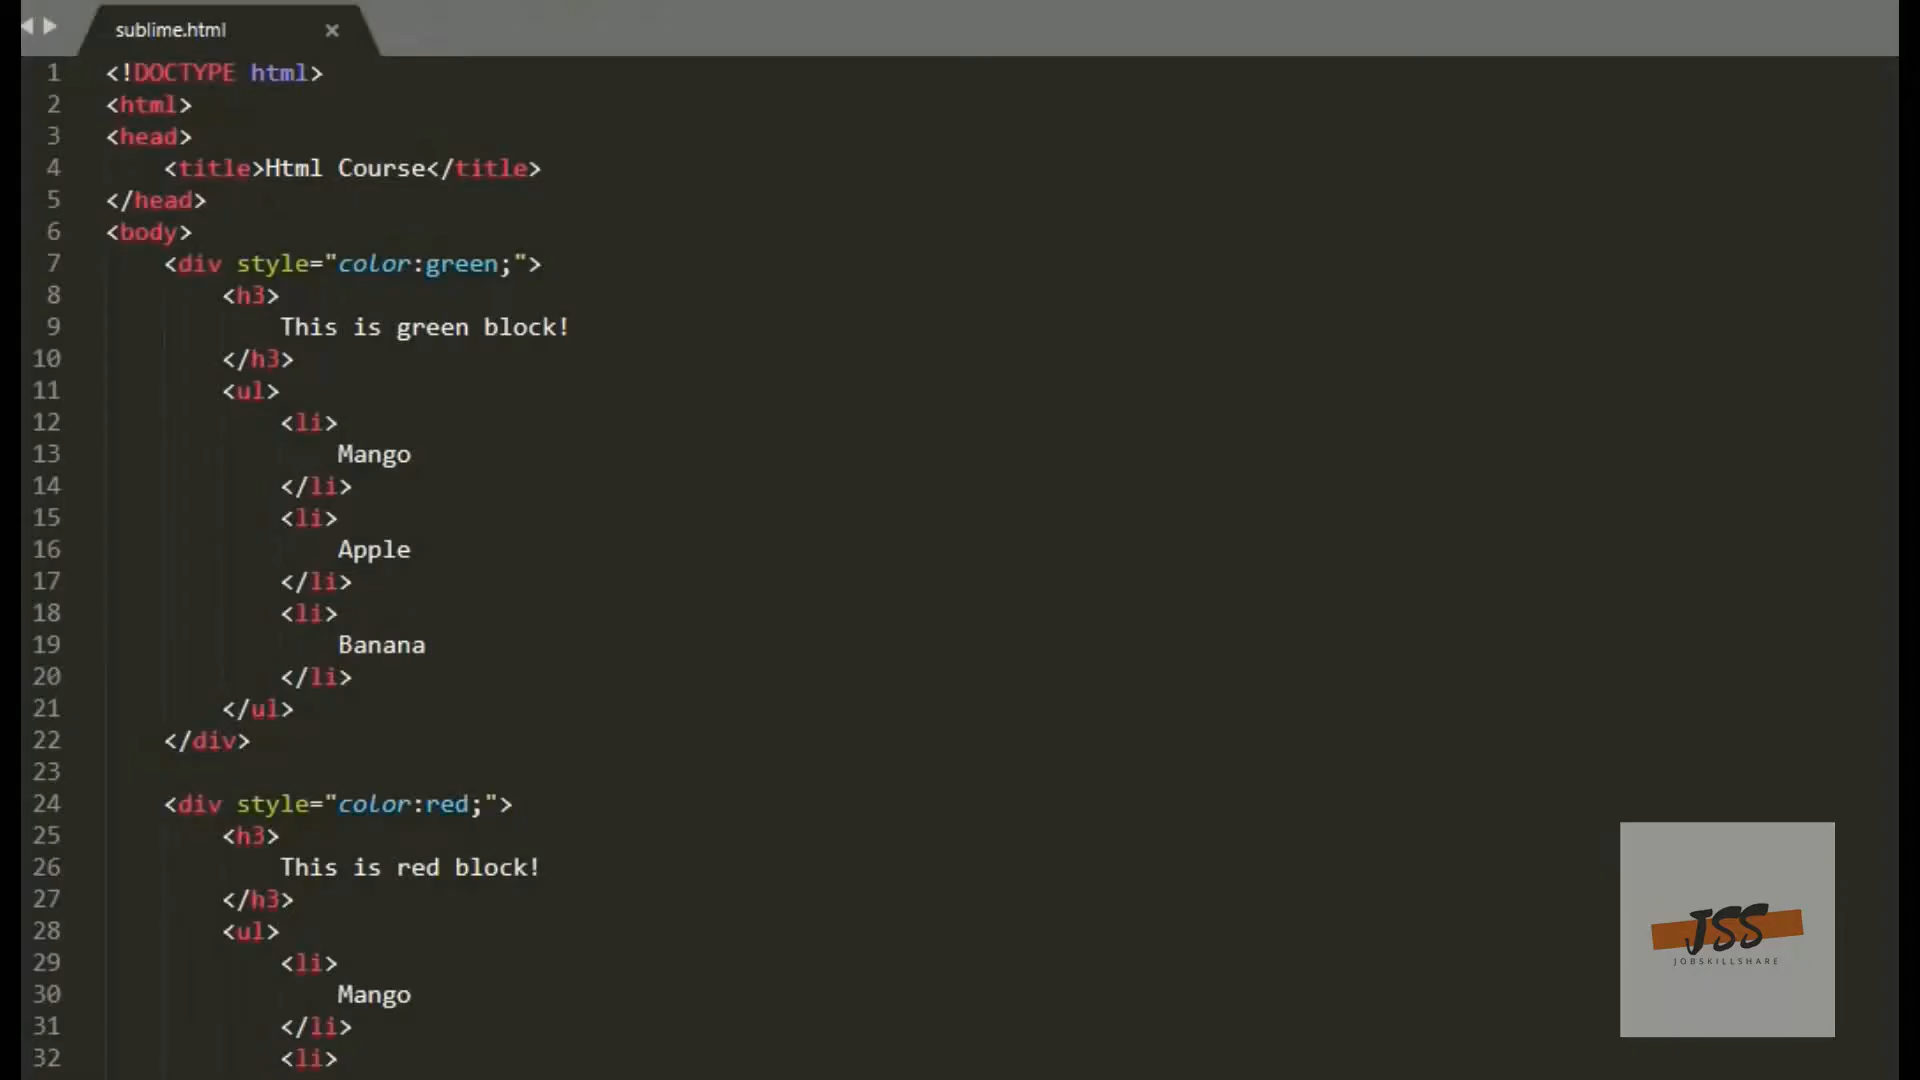 sublime.html
1 <!DOCTYPE html>
2 <html>
3 <head>
4     <title>Html Course</title>
5 </head>
6 <body>
7     <div style="color:green;">
8         <h3>
9             This is green block!
10         </h3>
11         <ul>
12             <li>
13                 Mango
14             </li>
15             <li>
16                 Apple
17             </li>
18             <li>
19                 Banana
20             </li>
21         </ul>
22     </div>
23
24     <div style="color:red;">
25         <h3>
26             This is red block!
27         </h3>
28         <ul>
29             <li>
30                 Mango
31             </li>
32             <li>
JSS
JOBSKILLSHARE